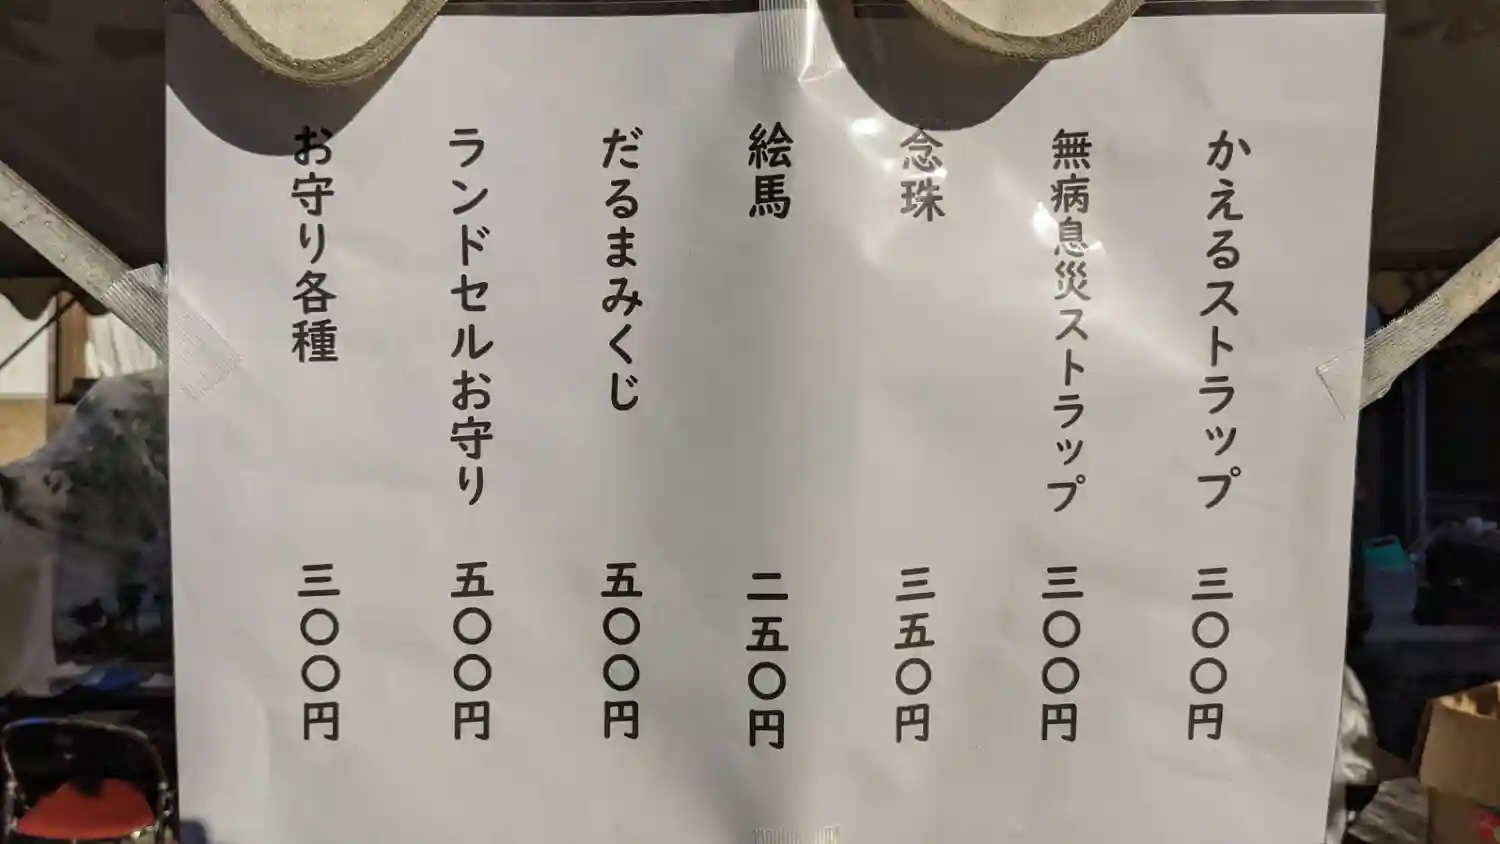 かえるストラップ 三〇〇円
無病息災ストラップ 三〇〇円
念珠 三五〇円
絵馬 二五〇円
だるまみくじ 五〇〇円
ランドセルお守り 五〇〇円
お守り各種 三〇〇円